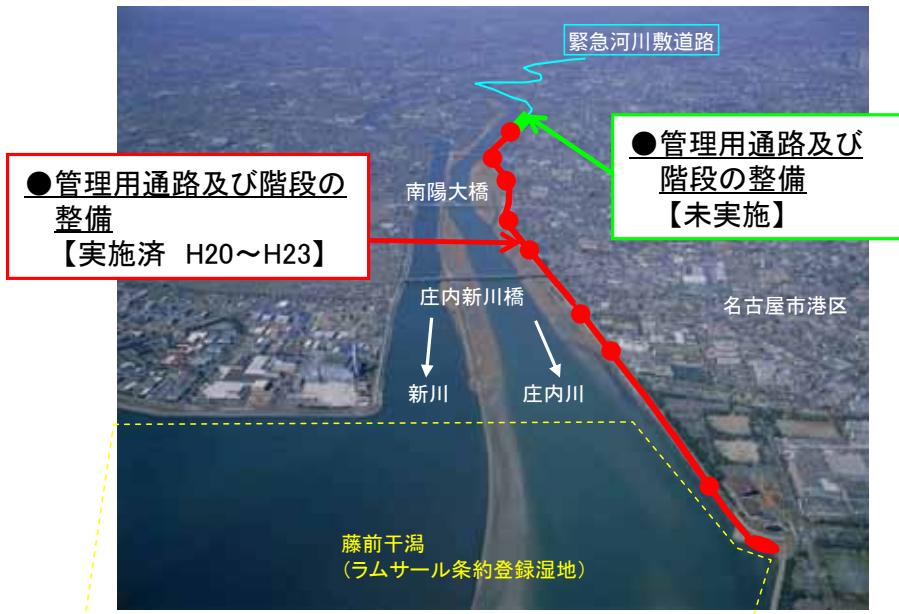 緊急河川敷道路
●管理用通路及び
階段の整備
【未実施】
●管理用通路及び階段の
整備
【実施済 H20～H23】
南陽大橋
庄内新川橋
名古屋市港区
新川
庄内川
藤前干潟
（ラムサール条約登録湿地）